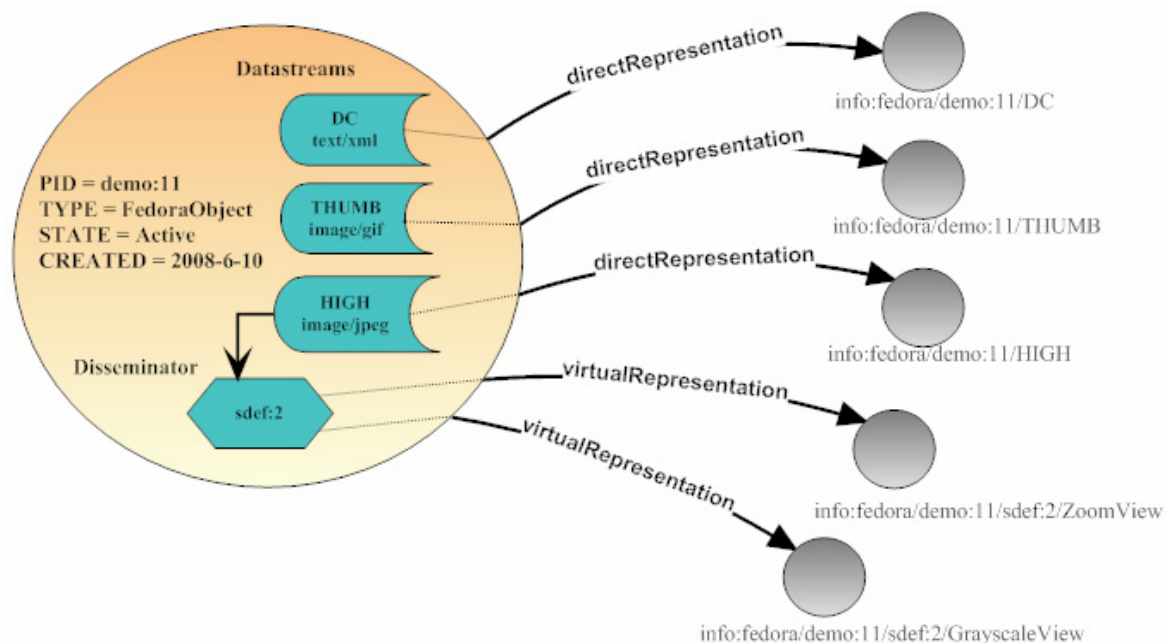 Datastreams
DC
text/xml
THUMB
image/gif
HIGH
image/jpeg
PID = demo:11
TYPE = FedoraObject
STATE = Active
CREATED = 2008-6-10
Disseminator
sdef:2
directRepresentation
info:fedora/demo:11/DC
directRepresentation
info:fedora/demo:11/THUMB
directRepresentation
info:fedora/demo:11/HIGH
virtualRepresentation
info:fedora/demo:11/sdef:2/ZoomView
virtualRepresentation
info:fedora/demo:11/sdef:2/GrayscaleView